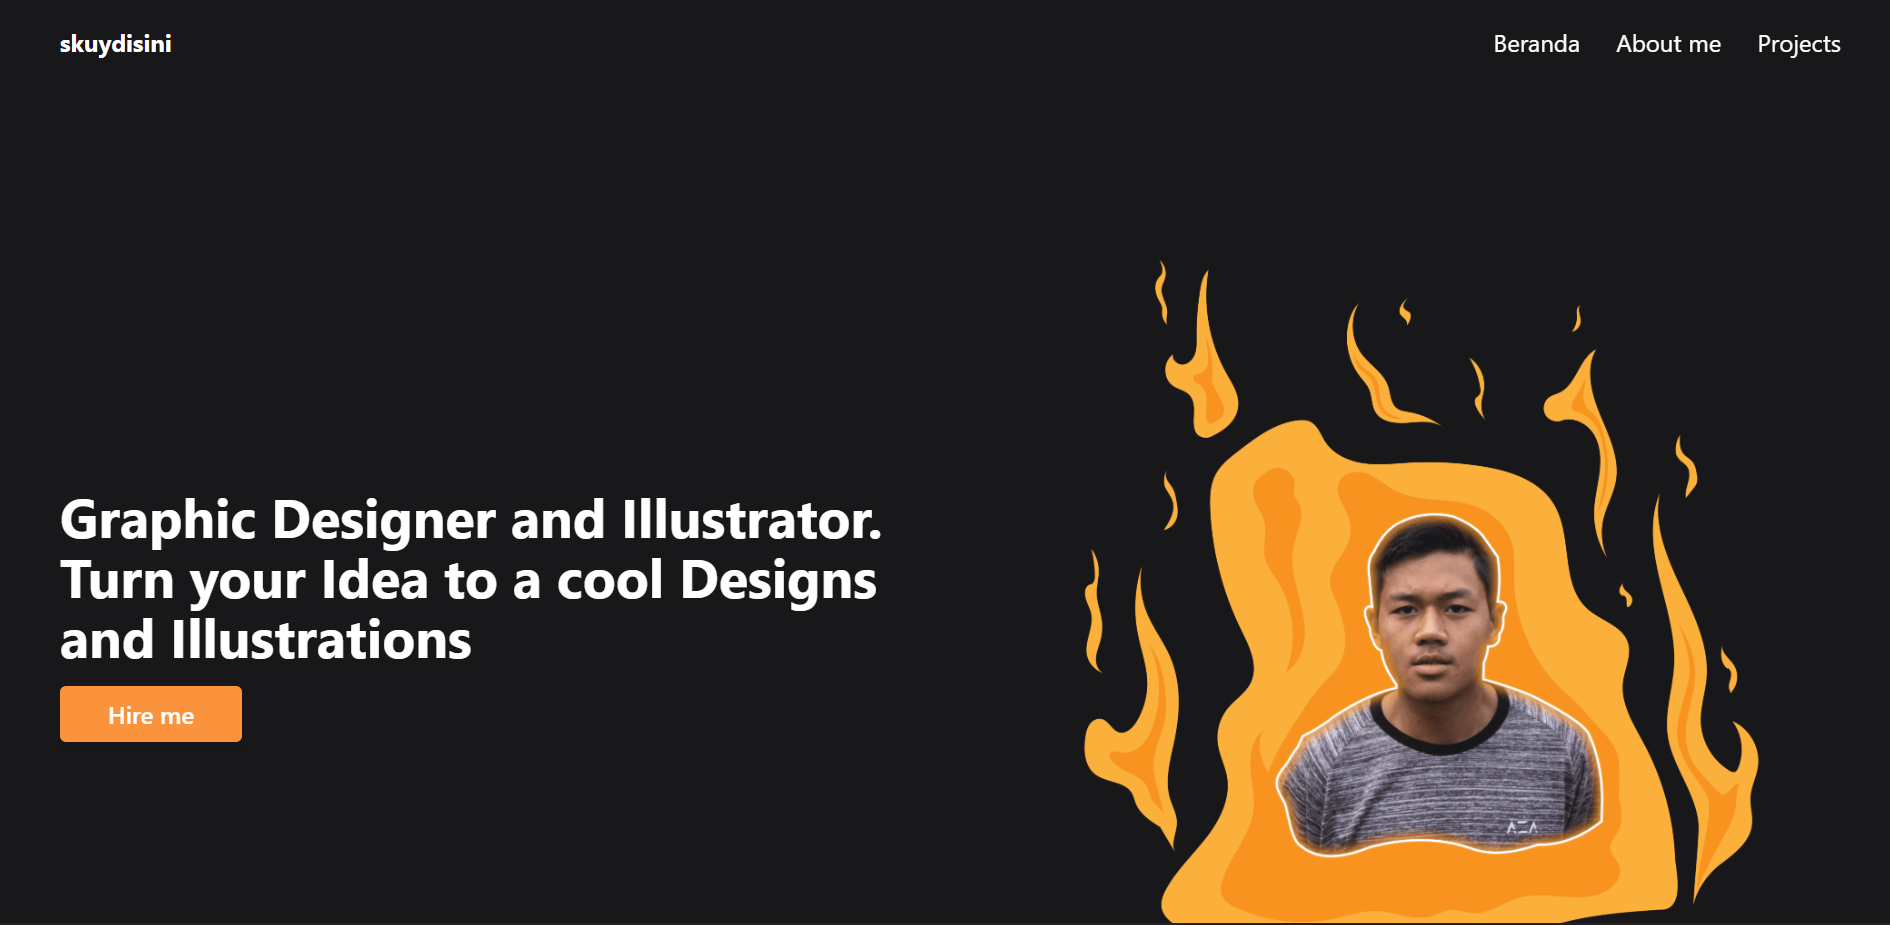 skuydisini
Beranda
About me
Projects
Graphic Designer and Illustrator.
Turn your Idea to a cool Designs
and Illustrations
Hire me